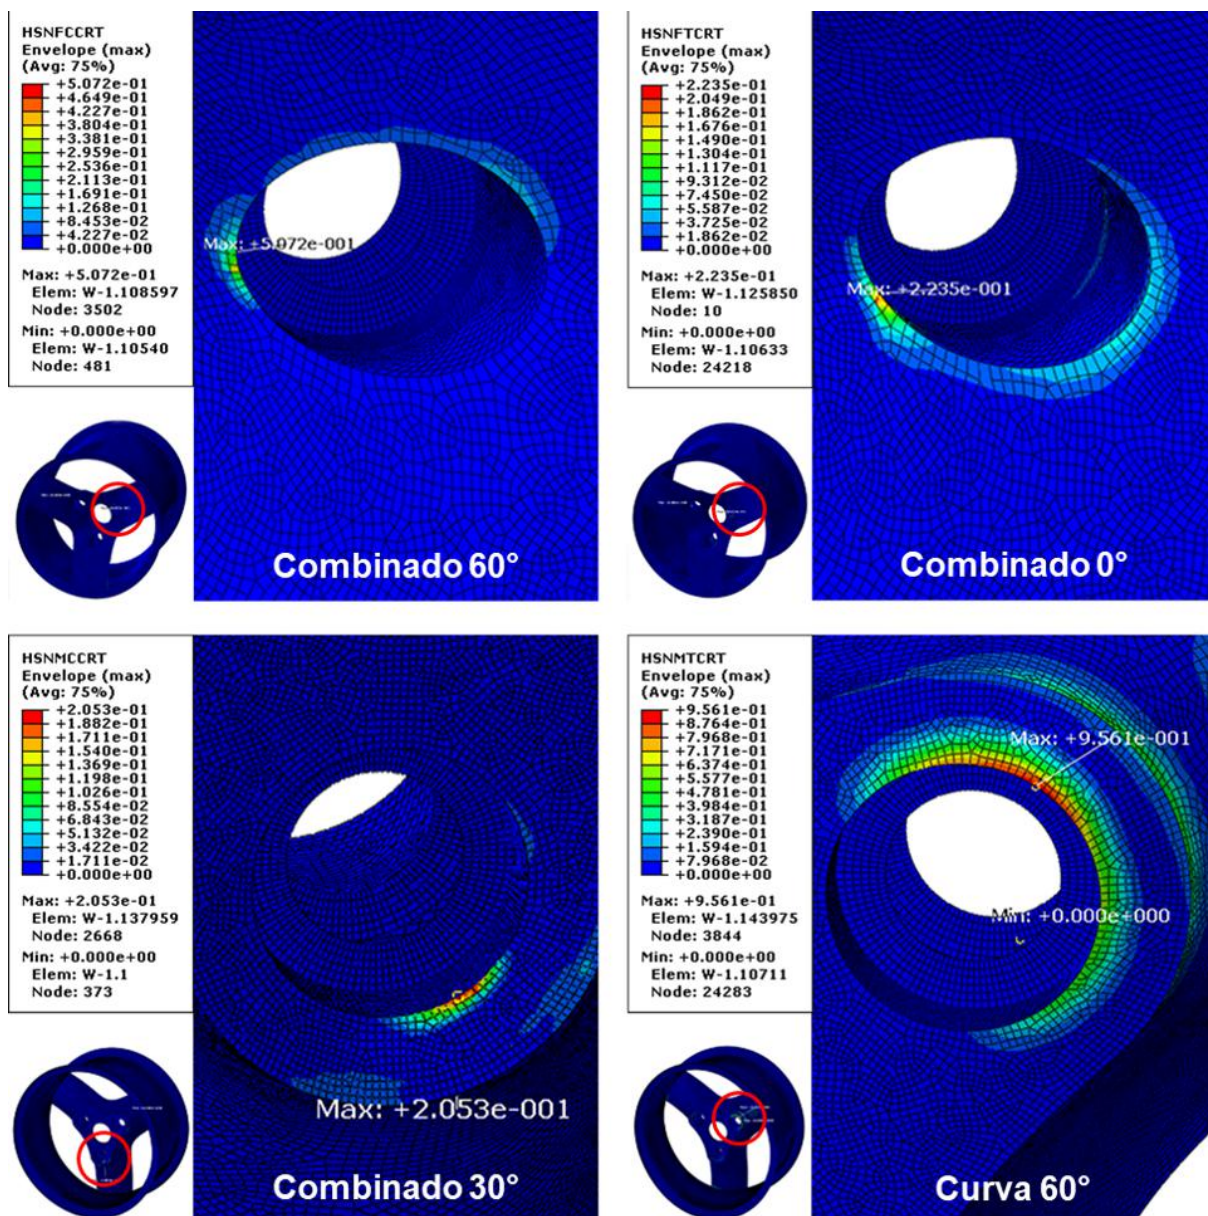 HSNFCCRT
Envelope (max)
(Avg: 75%)
+5.072e-01
+4.649e-01
+4.227e-01
+3.804e-01
+3.381e-01
+2.959e-01
+2.536e-01
+2.113e-01
+1.691e-01
+1.268e-01
+8.453e-02
+4.227e-02
+0.000e+00
Max: +5.072e-01
Elem: W-1.108597
Node: 3502
Min: +0.000e+00
Elem: W-1.10540
Node: 481
Max: +5.072e-001
Combinado 60°
HSNFTCRT
Envelope (max)
(Avg: 75%)
+2.235e-01
+2.049e-01
+1.862e-01
+1.676e-01
+1.490e-01
+1.304e-01
+1.117e-01
+9.312e-02
+7.450e-02
+5.587e-02
+3.725e-02
+1.862e-02
+0.000e+00
Max: +2.235e-01
Elem: W-1.125850
Node: 10
Min: +0.000e+00
Elem: W-1.10633
Node: 24218
Max: +2.235e-001
Combinado 0°
HSNMCCRT
Envelope (max)
(Avg: 75%)
+2.053e-01
+1.882e-01
+1.711e-01
+1.540e-01
+1.369e-01
+1.198e-01
+1.026e-01
+8.554e-02
+6.843e-02
+5.132e-02
+3.422e-02
+1.711e-02
+0.000e+00
Max: +2.053e-01
Elem: W-1.137959
Node: 2668
Min: +0.000e+00
Elem: W-1.1
Node: 373
Max: +2.053e-001
Combinado 30°
HSNMTCRT
Envelope (max)
(Avg: 75%)
+9.561e-01
+8.764e-01
+7.968e-01
+7.171e-01
+6.374e-01
+5.577e-01
+4.781e-01
+3.984e-01
+3.187e-01
+2.390e-01
+1.594e-01
+7.968e-02
+0.000e+00
Max: +9.561e-01
Elem: W-1.143975
Node: 3844
Min: +0.000e+00
Elem: W-1.10711
Node: 24283
Max: +9.561e-001
Min: +0.000e+000
Curva 60°